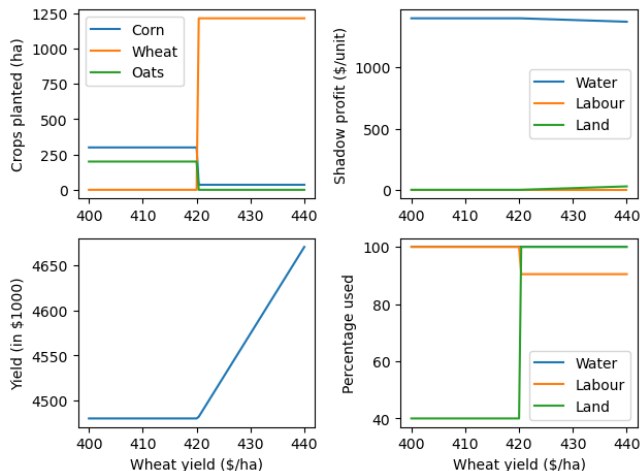 Crops planted (ha)
1250
1000
750
500
250
0
Corn
Wheat
Oats
400
410
420
430
440
Shadow profit ($/unit)
1000
500
0
Water
Labour
Land
400
410
420
430
440
Yield (in $1000)
4650
4600
4550
4500
400
410
420
430
440
Wheat yield ($/ha)
Percentage used
100
80
60
40
Water
Labour
Land
400
410
420
430
440
Wheat yield ($/ha)